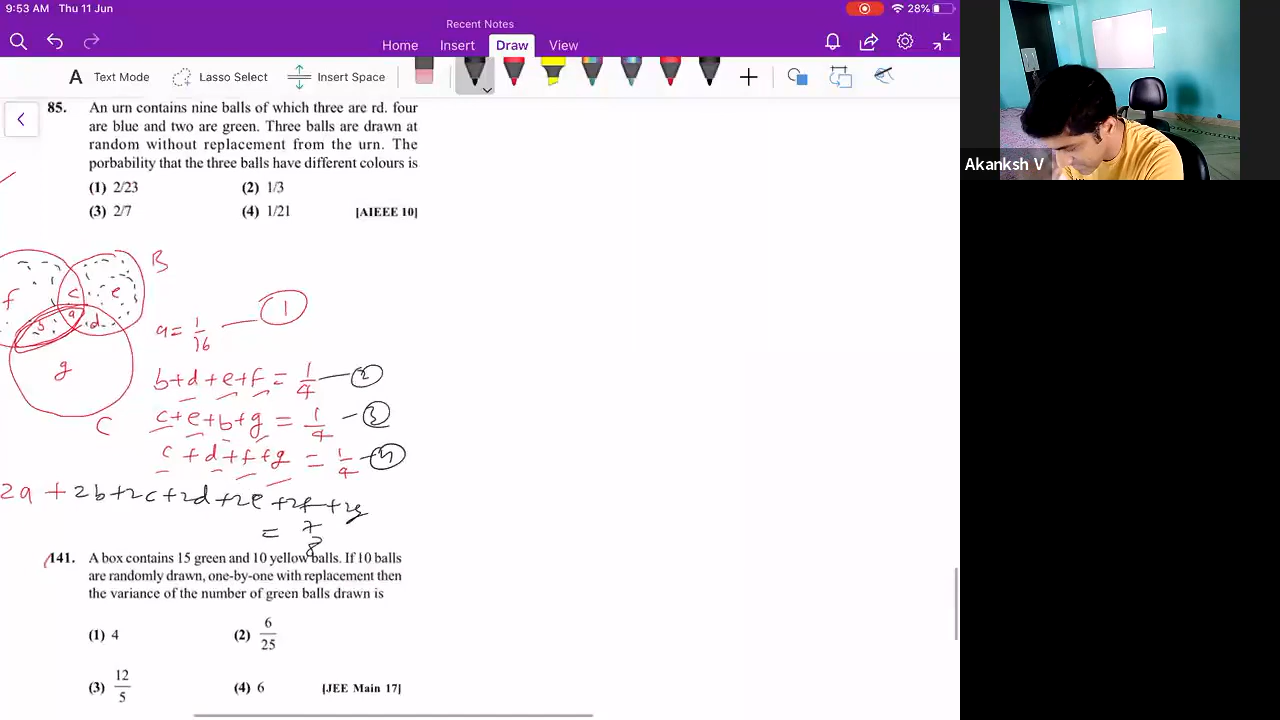 9:53 AM Thu 11 Jun
28%
Recent Notes
Home Insert Draw View
Text Mode Lasso Select Insert Space
85. An urn contains nine balls of which three are rd. four
are blue and two are green. Three balls are drawn at
random without replacement from the urn. The
porbability that the three balls have different colours is
(1) 2/23 (2) 1/3
(3) 2/7 (4) 1/21 [AIEEE 10]
B
f c e
b a d
g
C
a = 1/16 — 1
b+d+e+f = 1/4 — 2
c+e+b+g = 1/4 — 3
c+d+f+g = 1/4 — 4
2a + 2b+2c+2d+2e+2f+2g
= 7/8
141. A box contains 15 green and 10 yellow balls. If 10 balls
are randomly drawn, one-by-one with replacement then
the variance of the number of green balls drawn is
(1) 4 (2) 6/25
(3) 12/5 (4) 6 [JEE Main 17]
Akanksh V